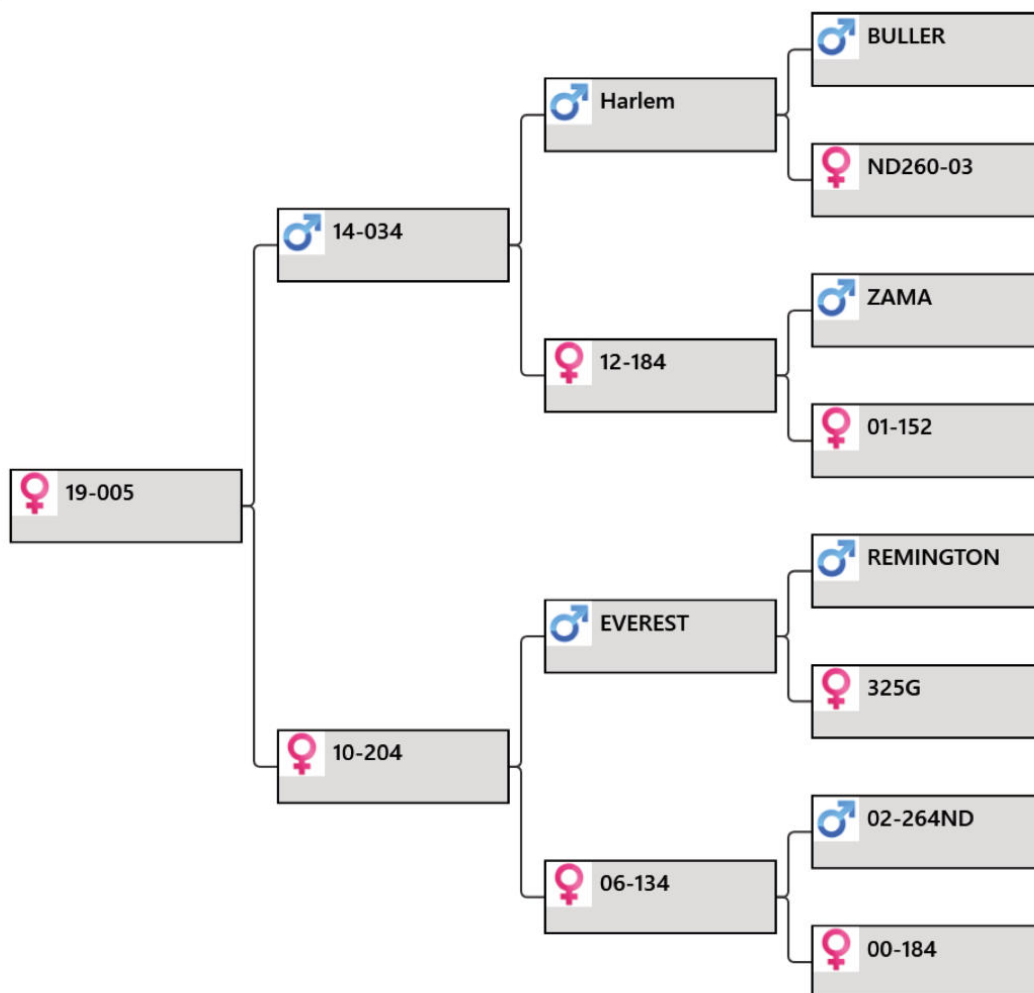 BULLER
Harlem
ND260-03
14-034
ZAMA
12-184
01-152
19-005
REMINGTON
EVEREST
325G
10-204
02-264ND
06-134
00-184